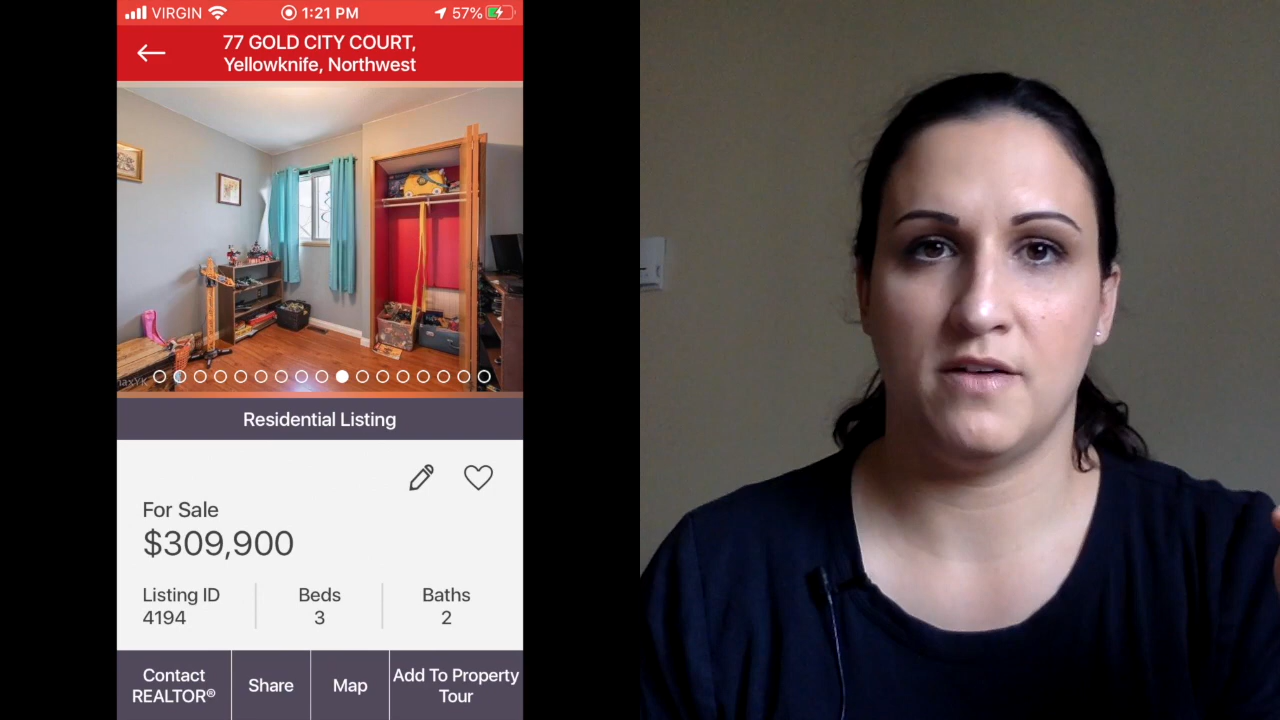 VIRGIN 1:21 PM 57%
77 GOLD CITY COURT,
Yellowknife, Northwest
Residential Listing
For Sale
$309,900
Listing ID Beds Baths
4194 3 2
Contact
REALTOR®
Share
Map
Add To Property
Tour